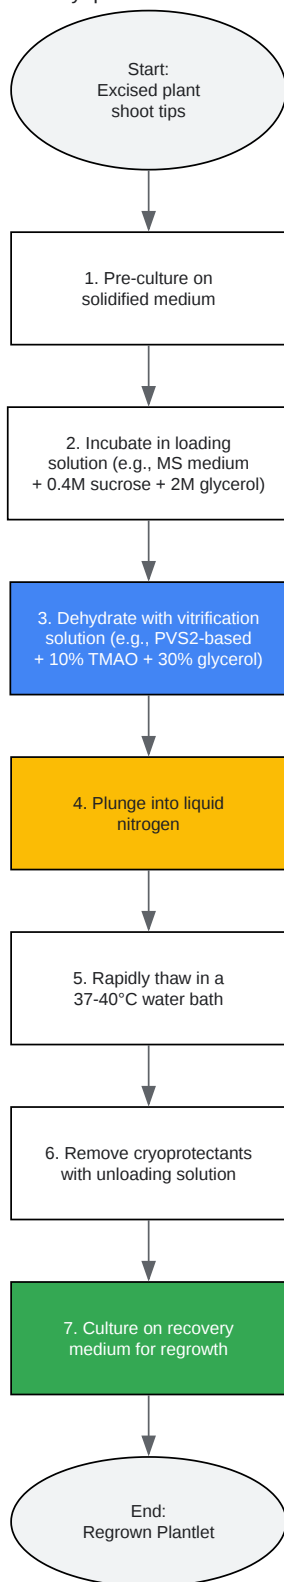 Start:
Excised plant
shoot tips
1. Pre-culture on
solidified medium
2. Incubate in loading
solution (e.g., MS medium
+ 0.4M sucrose + 2M glycerol)
3. Dehydrate with vitrification
solution (e.g., PVS2-based
+ 10% TMAO + 30% glycerol)
4. Plunge into liquid
nitrogen
5. Rapidly thaw in a
37-40°C water bath
6. Remove cryoprotectants
with unloading solution
7. Culture on recovery
medium for regrowth
End:
Regrown Plantlet